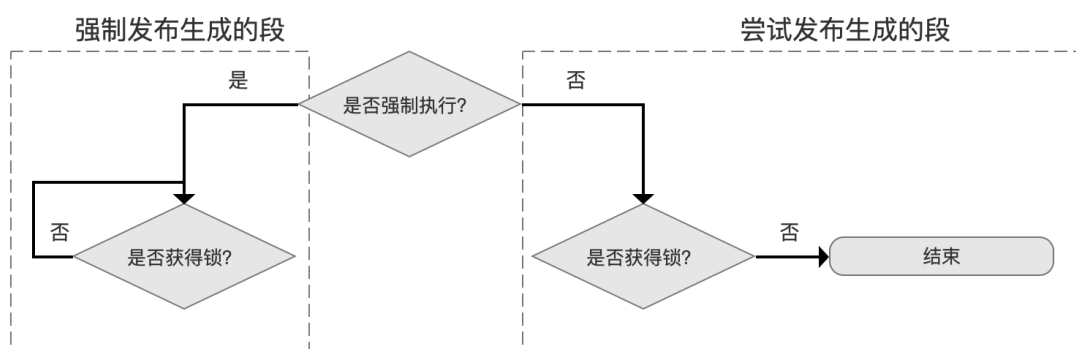 强制发布生成的段
尝试发布生成的段
是
是否强制执行?
否
否
是否获得锁?
是否获得锁?
否
结束